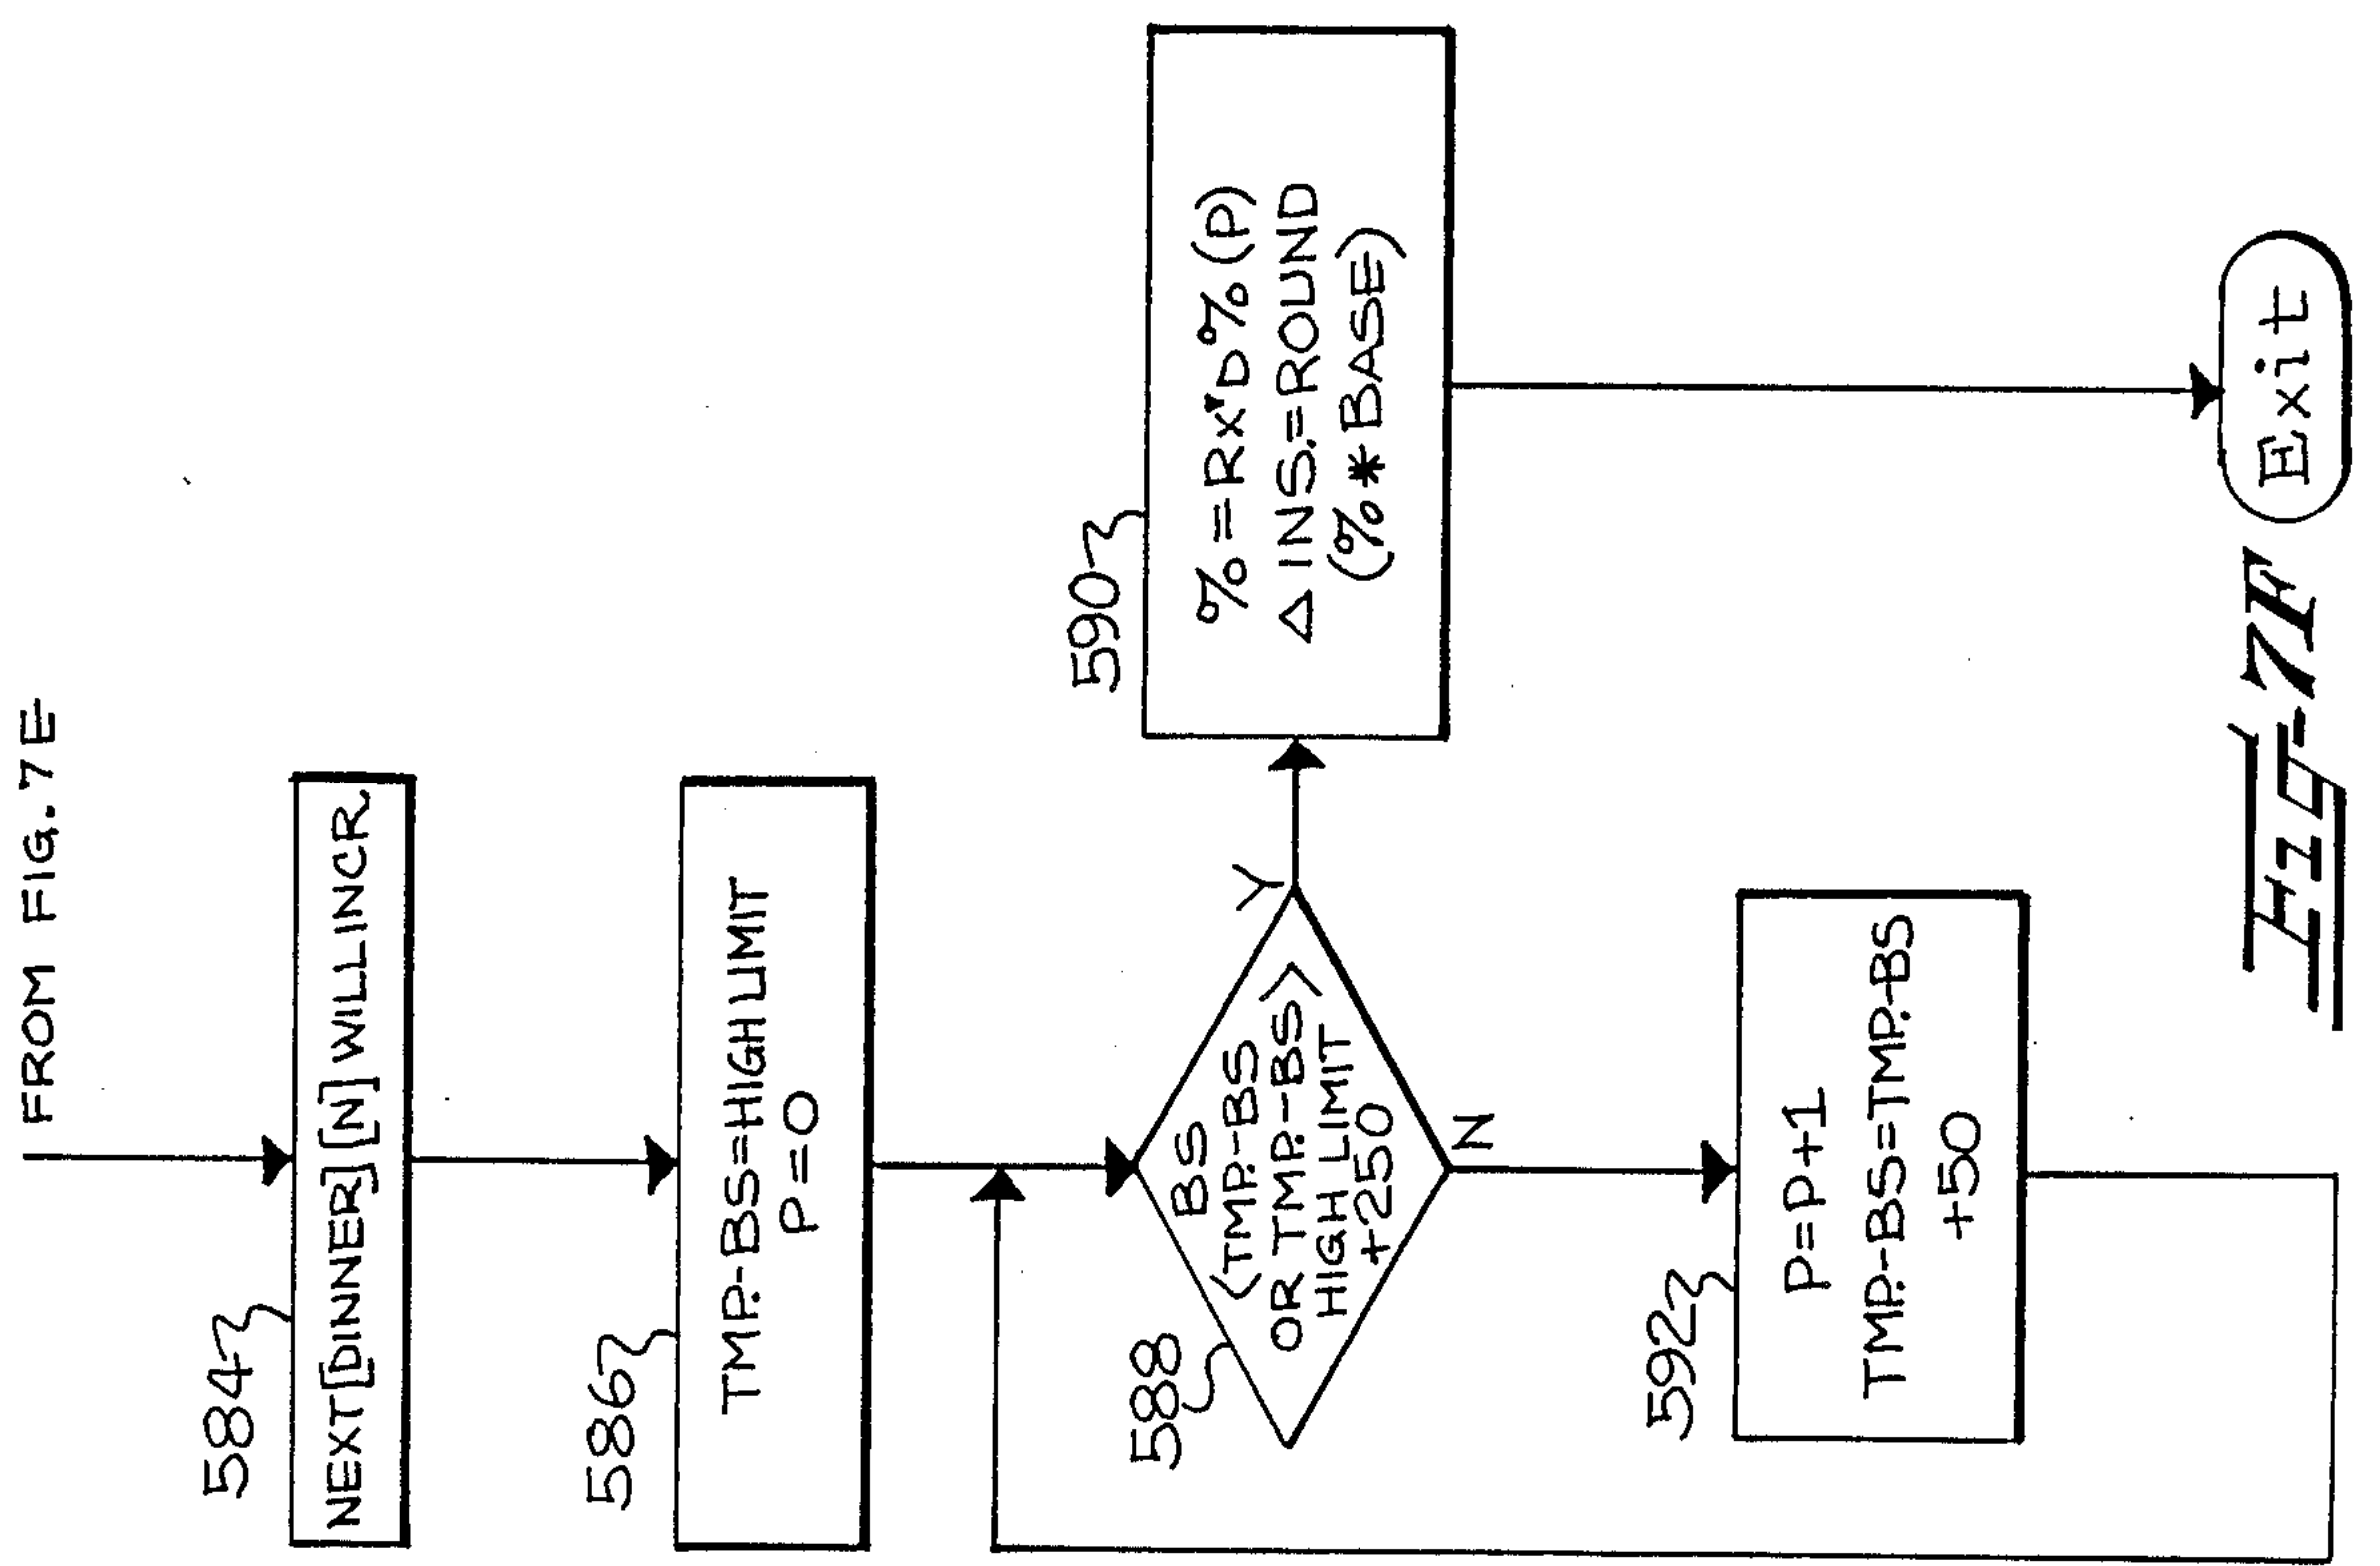 FROM FIG. 7E
584
NEXT[DINNER][N]WILLINCR.
586
TMP.-BS=HIGH LIMIT
P=0
588
BS
<TMP.-BS
OR TMP.-BS>
HIGH LIMIT
+250
Y
N
590
%=Rx'D%(P)
△INS.=ROUND
(%*BASE)
592
P=P+1
TMP.-BS=TMP.-BS
+50
Exit
Fig-7F